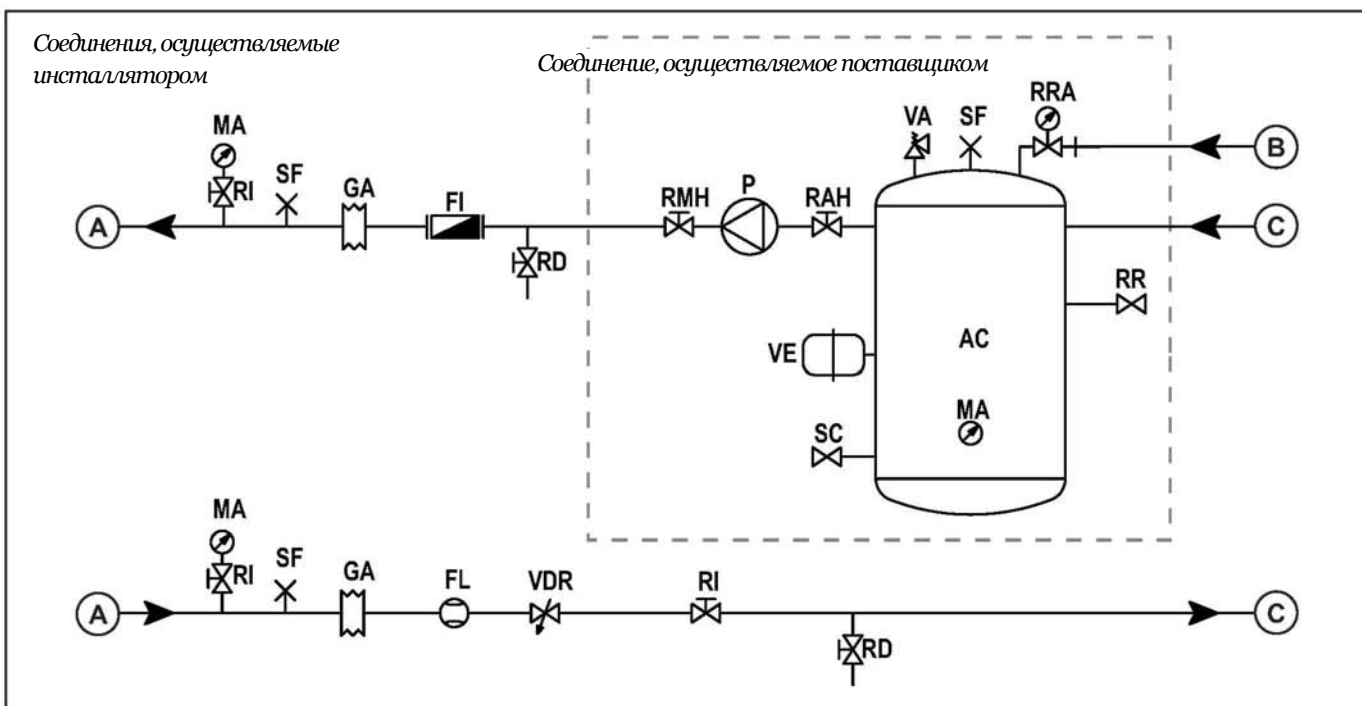 Соединения, осуществляемые
инсталлятором
Соединение, осуществляемое поставщиком
MA
RI
SF
GA
FI
RD
RMH
P
RAH
VA
SF
RRA
B
A
C
RR
VE
AC
MA
SC
MA
RI
SF
GA
FL
VDR
RI
RD
A
C